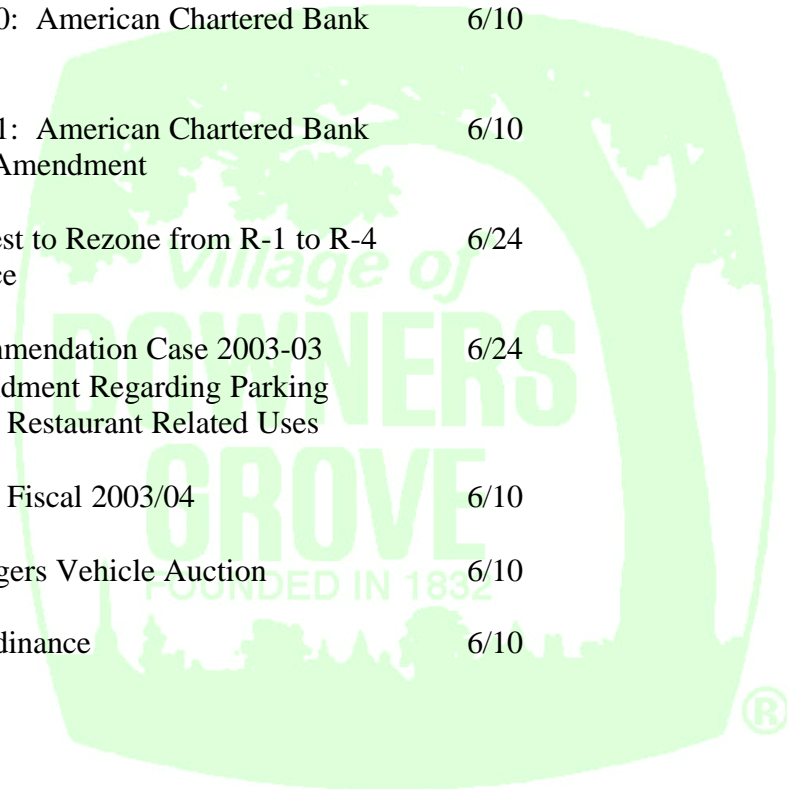 0: American Chartered Bank 6/10
1: American Chartered Bank 6/10
Amendment
est to Rezone from R-1 to R-4 6/24
ce
mmendation Case 2003-03 6/24
dment Regarding Parking
Restaurant Related Uses
Fiscal 2003/04 6/10
gers Vehicle Auction 6/10
dinance 6/10
Village of
DOWNERS
GROVE
FOUNDED IN 1832
®